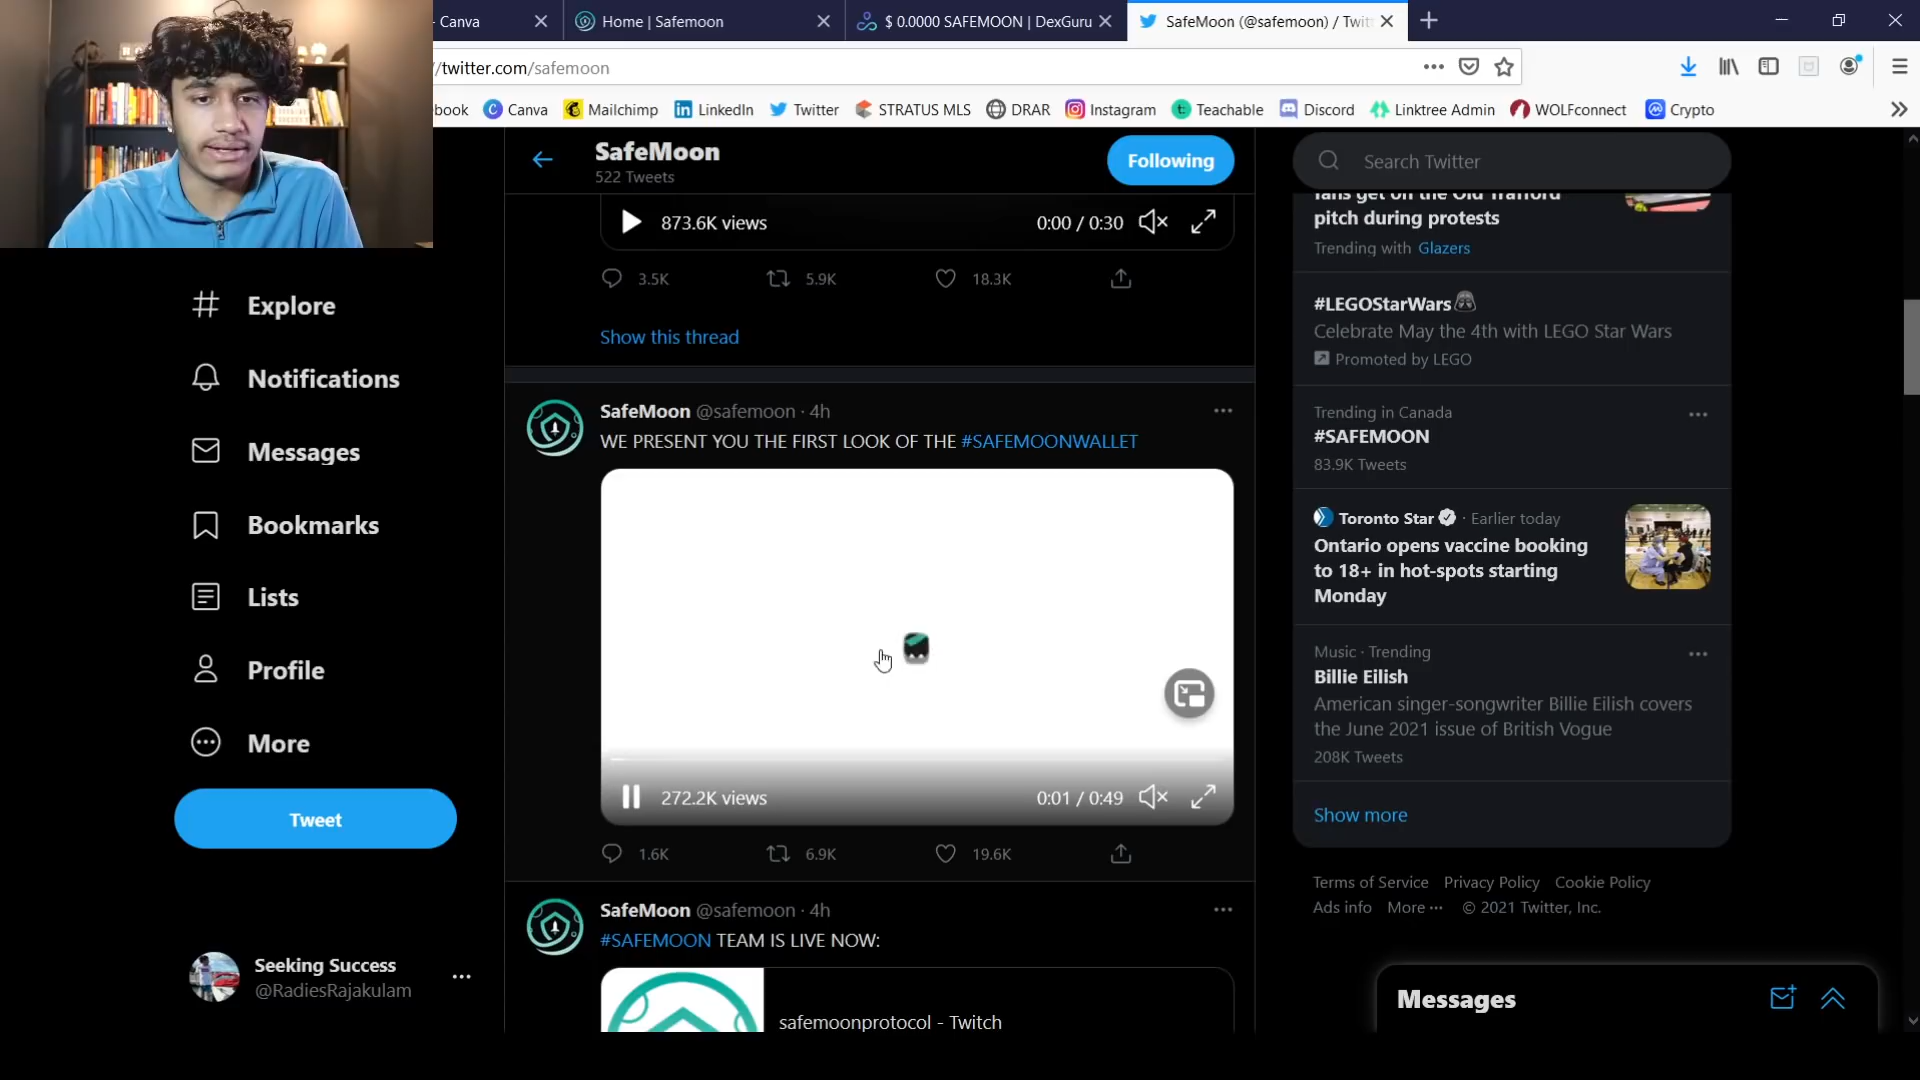 - Canva
Home | Safemoon
$ 0.0000 SAFEMOON | DexGuru
SafeMoon (@safemoon) / Twit
/twitter.com/safemoon
book
Canva
Mailchimp
LinkedIn
Twitter
STRATUS MLS
DRAR
Instagram
Teachable
Discord
Linktree Admin
WOLFconnect
Crypto
SafeMoon
522 Tweets
Following
Search Twitter
873.6K views
0:00 / 0:30
3.5K
5.9K
18.3K
Show this thread
SafeMoon @safemoon · 4h
WE PRESENT YOU THE FIRST LOOK OF THE #SAFEMOONWALLET
272.2K views
0:01 / 0:49
1.6K
6.9K
19.6K
SafeMoon @safemoon · 4h
#SAFEMOON TEAM IS LIVE NOW:
safemoonprotocol - Twitch
Explore
Notifications
Messages
Bookmarks
Lists
Profile
More
Tweet
Seeking Success
@RadiesRajakulam
fans get on the Old Trafford
pitch during protests
Trending with Glazers
#LEGOStarWars
Celebrate May the 4th with LEGO Star Wars
Promoted by LEGO
Trending in Canada
#SAFEMOON
83.9K Tweets
Toronto Star · Earlier today
Ontario opens vaccine booking
to 18+ in hot-spots starting
Monday
Music · Trending
Billie Eilish
American singer-songwriter Billie Eilish covers
the June 2021 issue of British Vogue
208K Tweets
Show more
Terms of Service Privacy Policy Cookie Policy
Ads info More ··· © 2021 Twitter, Inc.
Messages